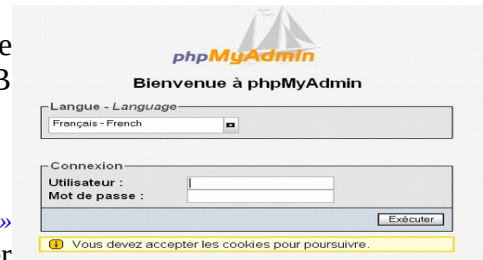 e
B
»
er
phpMyAdmin
Bienvenue à phpMyAdmin
Langue - Language
Français - French
Connexion
Utilisateur :
Mot de passe :
Exécuter
Vous devez accepter les cookies pour poursuivre.